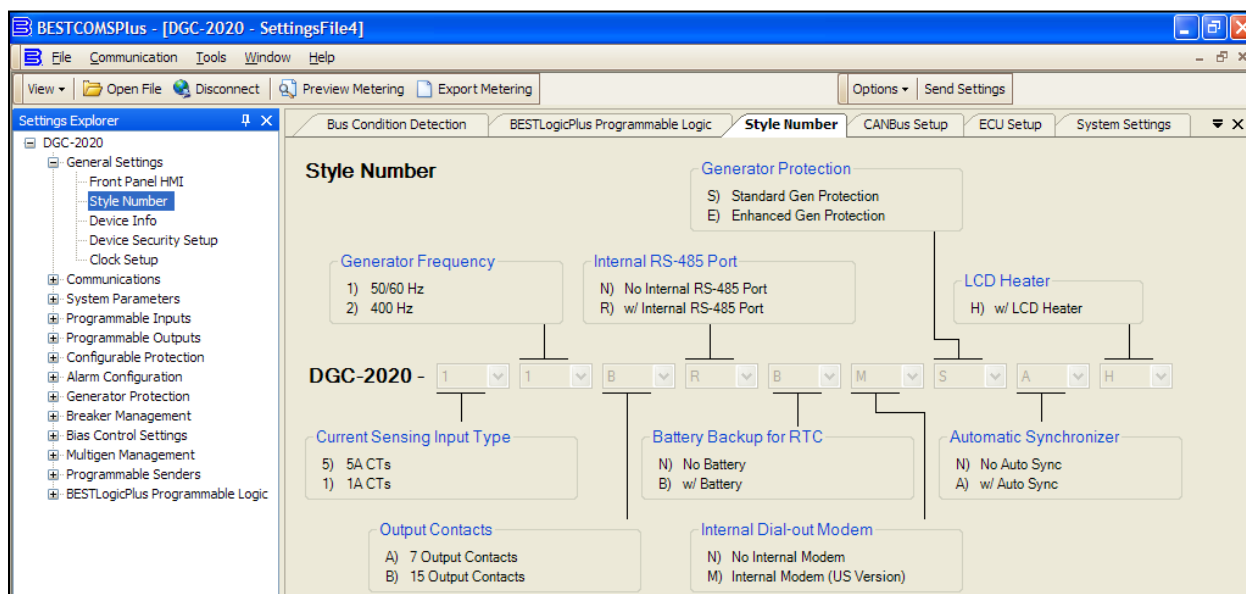 BESTCOMSPlus - [DGC-2020 - SettingsFile4]
File Communication Tools Window Help
View Open File Disconnect Preview Metering Export Metering Options Send Settings
Settings Explorer
DGC-2020
General Settings
Front Panel HMI
Style Number
Device Info
Device Security Setup
Clock Setup
Communications
System Parameters
Programmable Inputs
Programmable Outputs
Configurable Protection
Alarm Configuration
Generator Protection
Breaker Management
Bias Control Settings
Multigen Management
Programmable Senders
BESTLogicPlus Programmable Logic
Bus Condition Detection BESTLogicPlus Programmable Logic Style Number CANBus Setup ECU Setup System Settings
Style Number
Generator Protection
S) Standard Gen Protection
E) Enhanced Gen Protection
Generator Frequency
1) 50/60 Hz
2) 400 Hz
Internal RS-485 Port
N) No Internal RS-485 Port
R) w/ Internal RS-485 Port
LCD Heater
H) w/ LCD Heater
DGC-2020 - 1 1 B R B M S A H
Current Sensing Input Type
5) 5A CTs
1) 1A CTs
Battery Backup for RTC
N) No Battery
B) w/ Battery
Automatic Synchronizer
N) No Auto Sync
A) w/ Auto Sync
Output Contacts
A) 7 Output Contacts
B) 15 Output Contacts
Internal Dial-out Modem
N) No Internal Modem
M) Internal Modem (US Version)